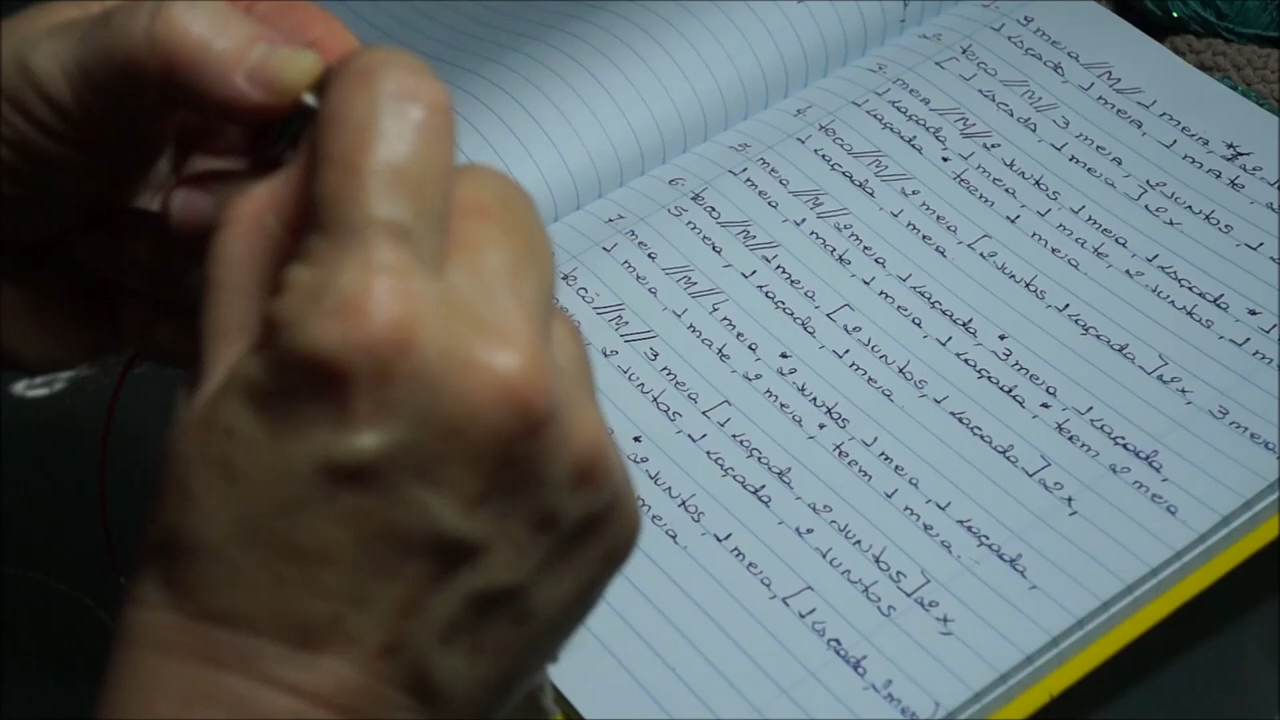 1. 9 meia //M// 1 meia, *
1 laçada, 1 meia, 1 mate,
2. tecô //M// 3 meia, 2 juntos, 1
[1 laçada, 1 meia] 2x
3. meia //M// 2 juntos, 1 meia, 1 laçada, * 1
1 laçada, 1 meia, 1 mate, 2 juntos, 1 m
1 laçada * teem 1 meia.
4. tecô //M// 2 meia, [2 juntos, 1 laçada] 2x, 3 meia,
1 laçada, 1 meia.
5. meia //M// 2 meia, 1 laçada, * 3 meia, 1 laçada,
1 meia, 1 mate, 1 meia, 1 laçada, * teem 2 meia.
6. tecô //M// 1 meia, [2 juntos, 1 laçada] 2x,
5 meia, 1 laçada, 1 meia.
7. meia //M// 4 meia, * 2 juntos, 1 meia, 1 laçada,
1 meia, 1 mate, 2 meia, * teem 1 meia.
tecô //M// 3 meia [1 laçada, 2 juntos] 2x,
2 juntos, 1 laçada, 2 juntos
* 2 juntos, 1 meia, [1 laçada, 1 meia]
meia.